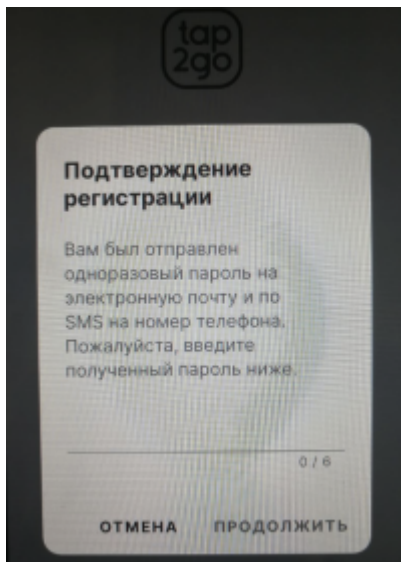 tap
2go
Подтверждение
регистрации
Вам был отправлен
одноразовый пароль на
электронную почту и по
SMS на номер телефона.
Пожалуйста, введите
полученный пароль ниже.
0 / 6
ОТМЕНА ПРОДОЛЖИТЬ